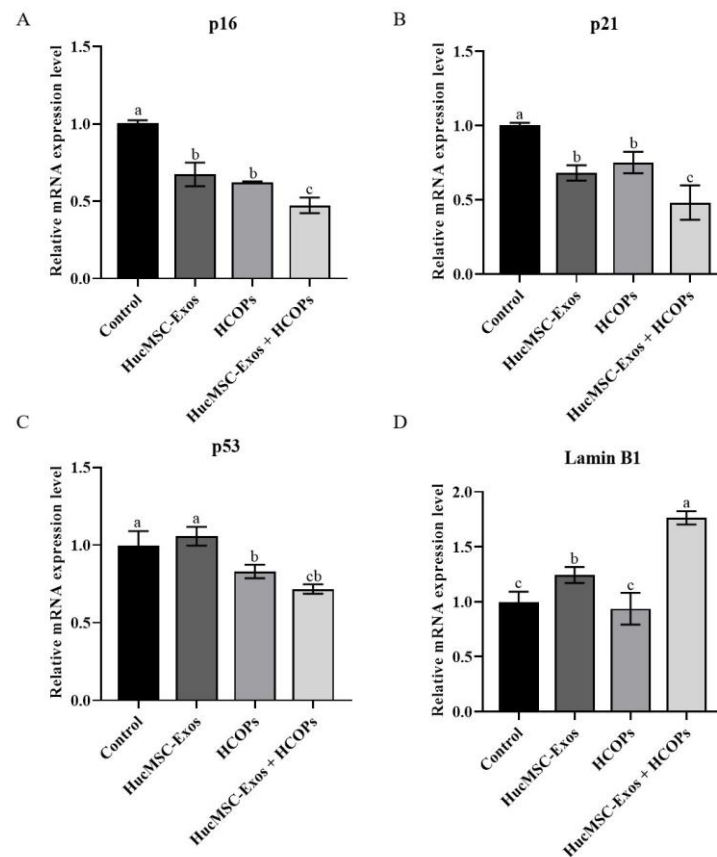 A
p16
Relative mRNA expression level
1.5
1.0
0.5
0.0
a
b
b
c
Control
HucMSC-Exos
HCOPs
HucMSC-Exos + HCOPs
B
p21
Relative mRNA expression level
1.5
1.0
0.5
0.0
a
b
b
c
Control
HucMSC-Exos
HCOPs
HucMSC-Exos + HCOPs
C
p53
Relative mRNA expression level
1.5
1.0
0.5
0.0
a
a
b
cb
Control
HucMSC-Exos
HCOPs
HucMSC-Exos + HCOPs
D
Lamin B1
Relative mRNA expression level
2.0
1.5
1.0
0.5
0.0
c
b
c
a
Control
HucMSC-Exos
HCOPs
HucMSC-Exos + HCOPs